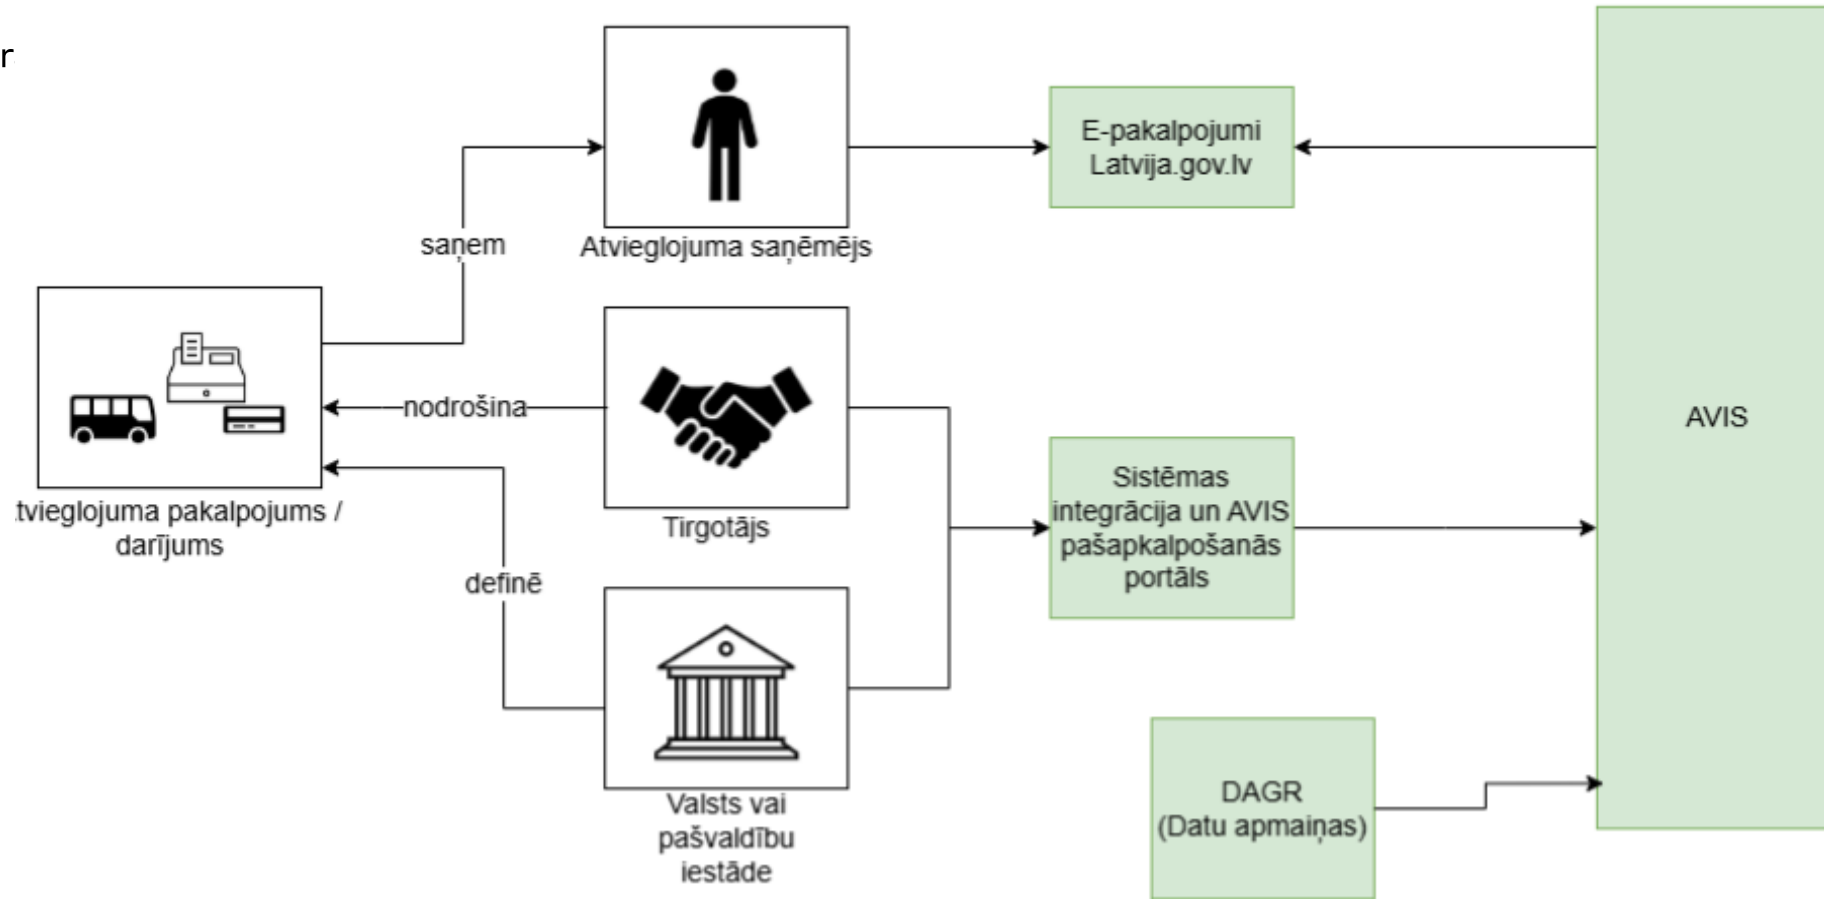 r
E-pakalpojumi
Latvija.gov.lv
saņem
Atvieglojuma saņēmējs
nodrošina
AVIS
tvieglojuma pakalpojums /
darījums
Tirgotājs
Sistēmas
integrācija un AVIS
pašapkalpošanās
portāls
definē
Valsts vai
pašvaldību
iestāde
DAGR
(Datu apmaiņas)